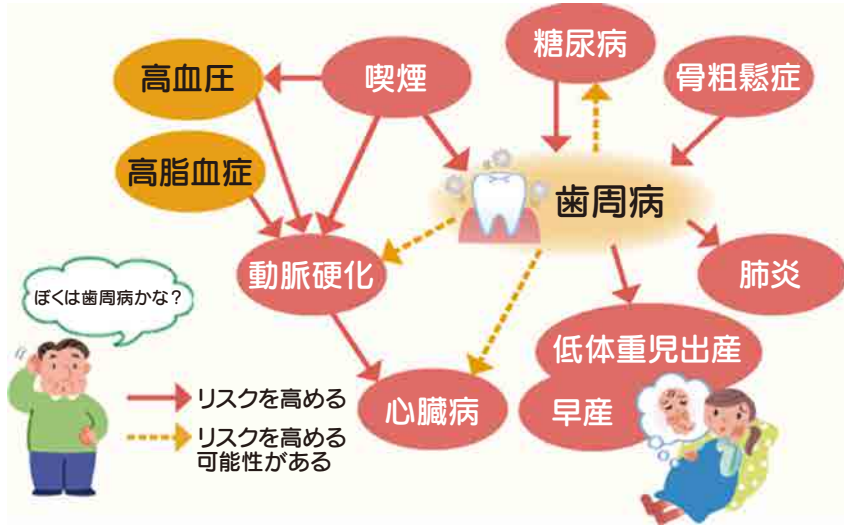 糖尿病
高血圧
喫煙
骨粗鬆症
高脂血症
歯周病
動脈硬化
肺炎
ぼくは歯周病かな？
低体重児出産
リスクを高める
心臓病
早産
リスクを高める
可能性がある